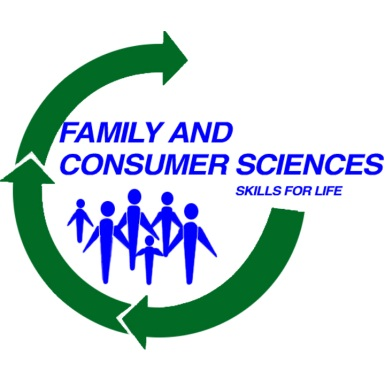 FAMILY AND
CONSUMER SCIENCES
SKILLS FOR LIFE